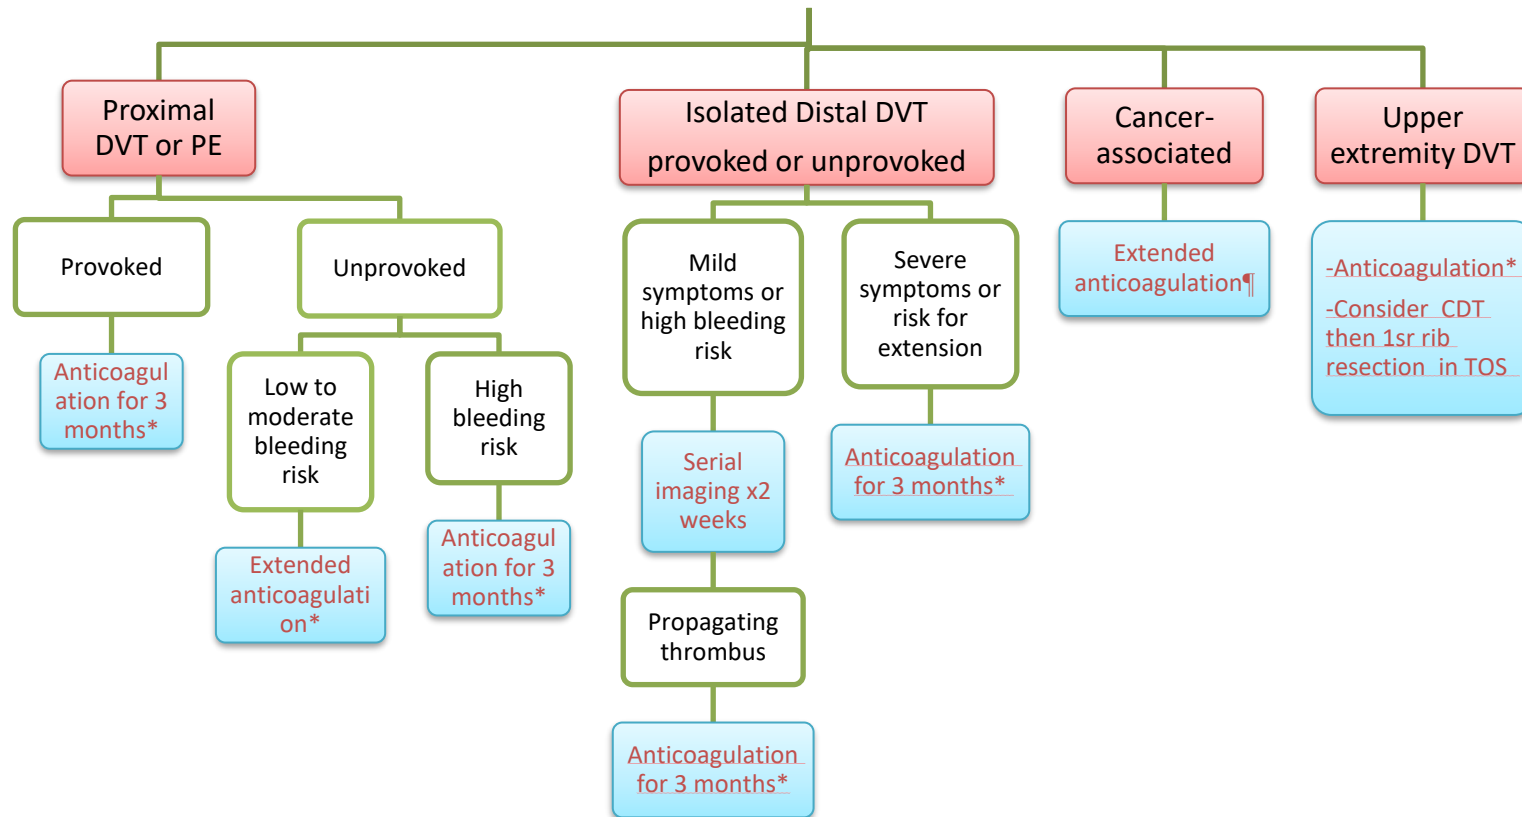 Proximal
DVT or PE
Isolated Distal DVT
provoked or unprovoked
Cancer-
associated
Upper
extremity DVT
Provoked
Unprovoked
Mild
symptoms or
high bleeding
risk
Severe
symptoms or
risk for
extension
Extended
anticoagulation¶
-Anticoagulation*
-Consider CDT
then 1sr rib
resection in TOS
Anticoagul
ation for 3
months*
Low to
moderate
bleeding
risk
High
bleeding
risk
Serial
imaging x2
weeks
Anticoagulation
for 3 months*
Extended
anticoagulati
on*
Anticoagul
ation for 3
months*
Propagating
thrombus
Anticoagulation
for 3 months*